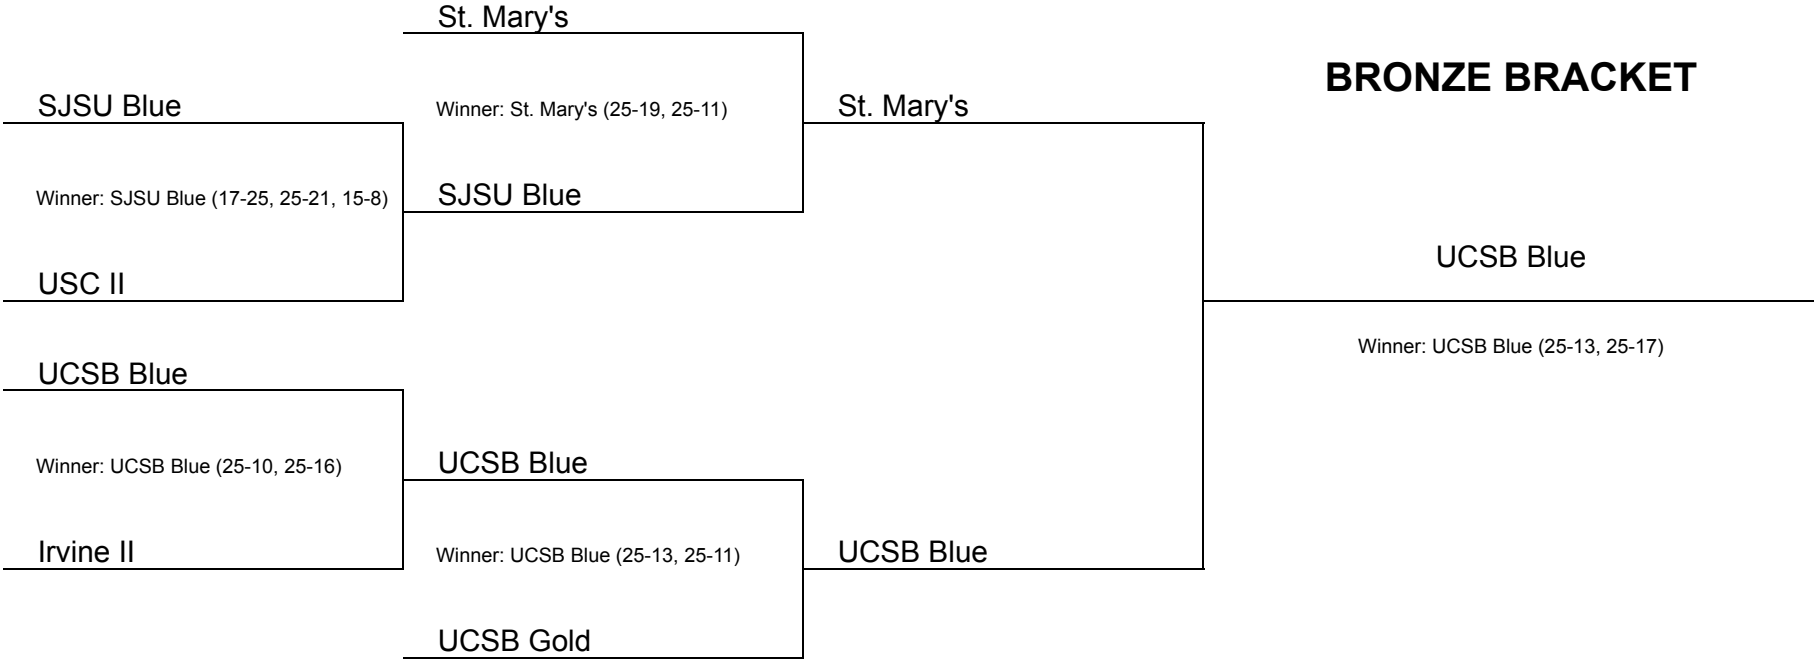 St. Mary's
BRONZE BRACKET
SJSU Blue
Winner: St. Mary's (25-19, 25-11)
St. Mary's
Winner: SJSU Blue (17-25, 25-21, 15-8)
SJSU Blue
UCSB Blue
USC II
Winner: UCSB Blue (25-13, 25-17)
UCSB Blue
Winner: UCSB Blue (25-10, 25-16)
UCSB Blue
Irvine II
Winner: UCSB Blue (25-13, 25-11)
UCSB Blue
UCSB Gold